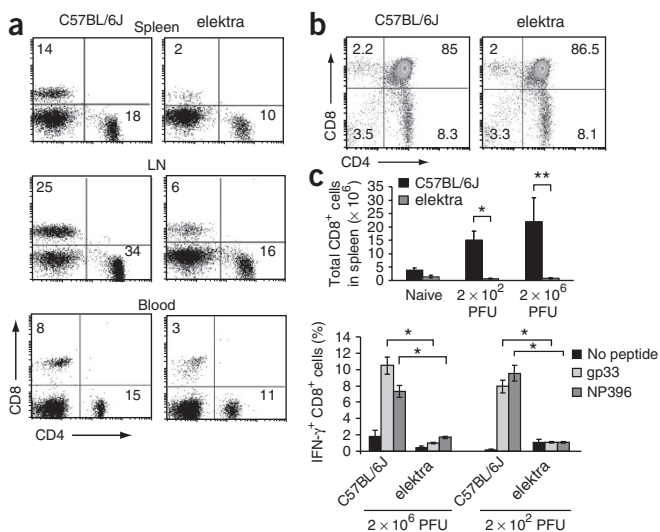 a
C57BL/6J
elektra
Spleen
14
18
2
10
LN
25
34
6
16
Blood
8
15
3
11
CD8
CD4
b
C57BL/6J
elektra
2.2
85
3.5
8.3
2
86.5
3.3
8.1
CD8
CD4
c
C57BL/6J
elektra
Total CD8⁺ cells
in spleen (× 10⁶)
35
30
25
20
15
10
5
0
*
**
Naive
2 × 10² PFU
2 × 10⁶ PFU
IFN-γ⁺ CD8⁺ cells (%)
14
12
10
8
6
4
2
0
*
*
*
*
No peptide
gp33
NP396
C57BL/6J
elektra
C57BL/6J
elektra
2 × 10⁶ PFU
2 × 10² PFU